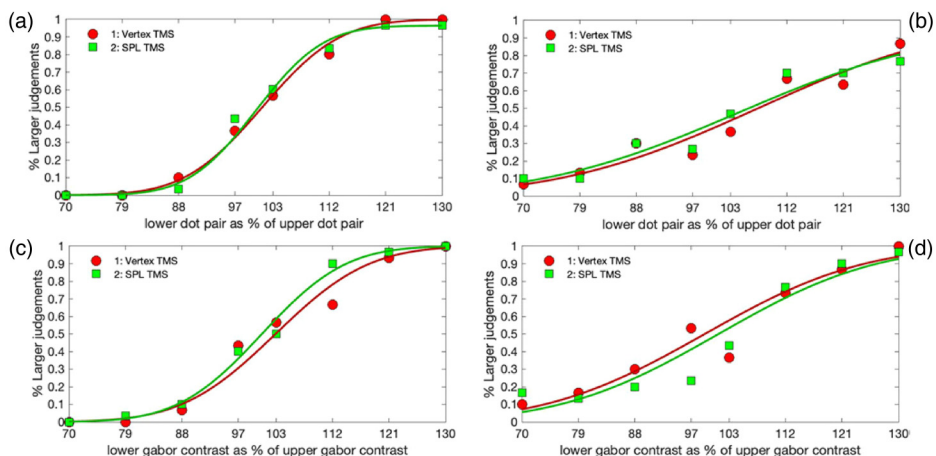 (a)
% Larger judgements
1
0.9
0.8
0.7
0.6
0.5
0.4
0.3
0.2
0.1
0
1: Vertex TMS
2: SPL TMS
70 79 88 97 103 112 121 130
lower dot pair as % of upper dot pair
(b)
% Larger judgements
1
0.9
0.8
0.7
0.6
0.5
0.4
0.3
0.2
0.1
0
1: Vertex TMS
2: SPL TMS
70 79 88 97 103 112 121 130
lower dot pair as % of upper dot pair
(c)
% Larger judgements
1
0.9
0.8
0.7
0.6
0.5
0.4
0.3
0.2
0.1
0
1: Vertex TMS
2: SPL TMS
70 79 88 97 103 112 121 130
lower gabor contrast as % of upper gabor contrast
(d)
% Larger judgements
1
0.9
0.8
0.7
0.6
0.5
0.4
0.3
0.2
0.1
0
1: Vertex TMS
2: SPL TMS
70 79 88 97 103 112 121 130
lower gabor contrast as % of upper gabor contrast